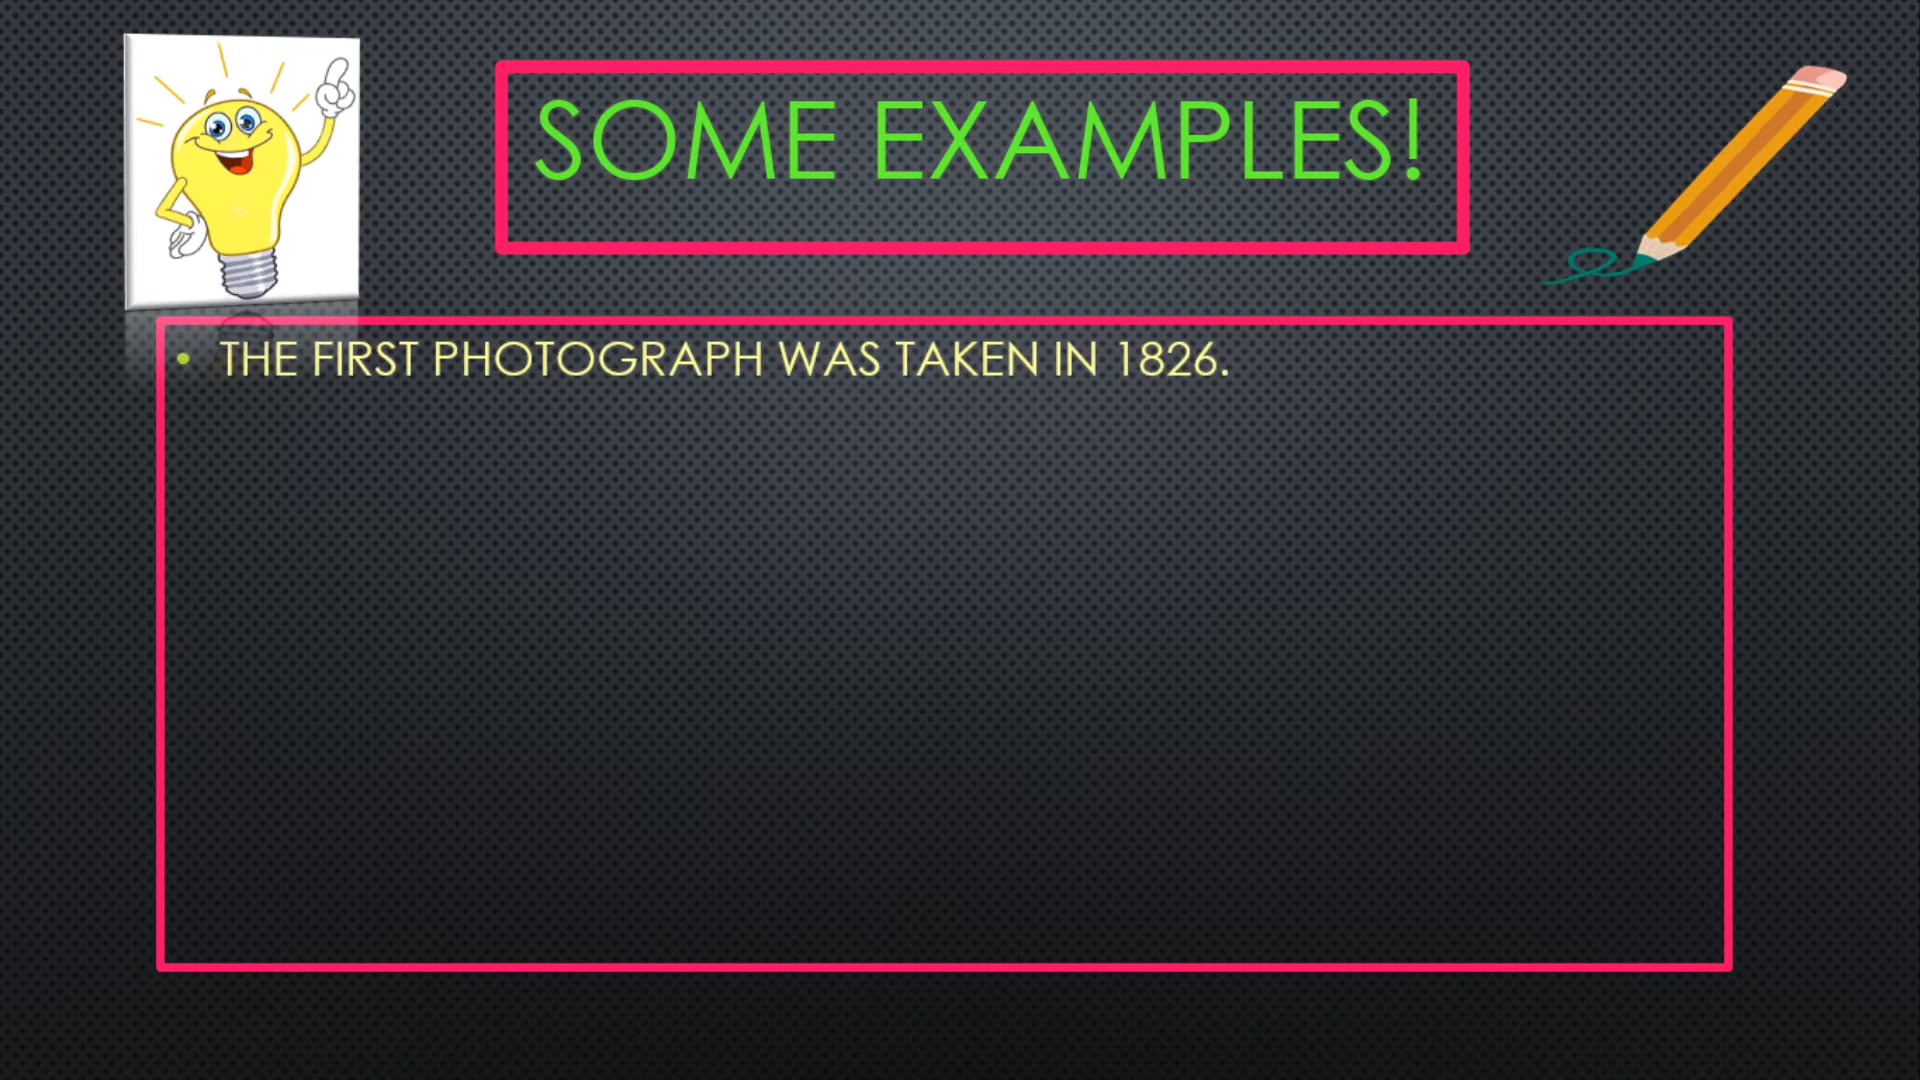 SOME EXAMPLES!
• THE FIRST PHOTOGRAPH WAS TAKEN IN 1826.